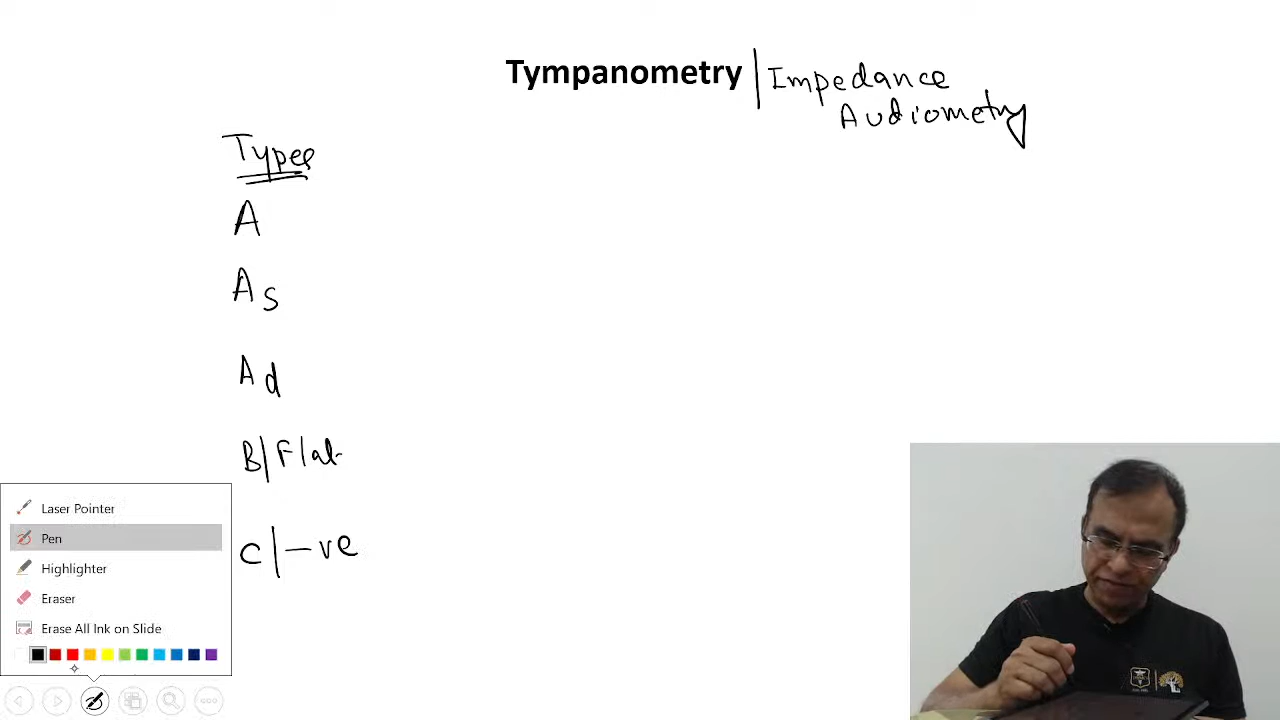 Tympanometry | Impedance
Audiometry
Types
A
As
Ad
B/Flat
C/-ve
Laser Pointer
Pen
Highlighter
Eraser
Erase All Ink on Slide